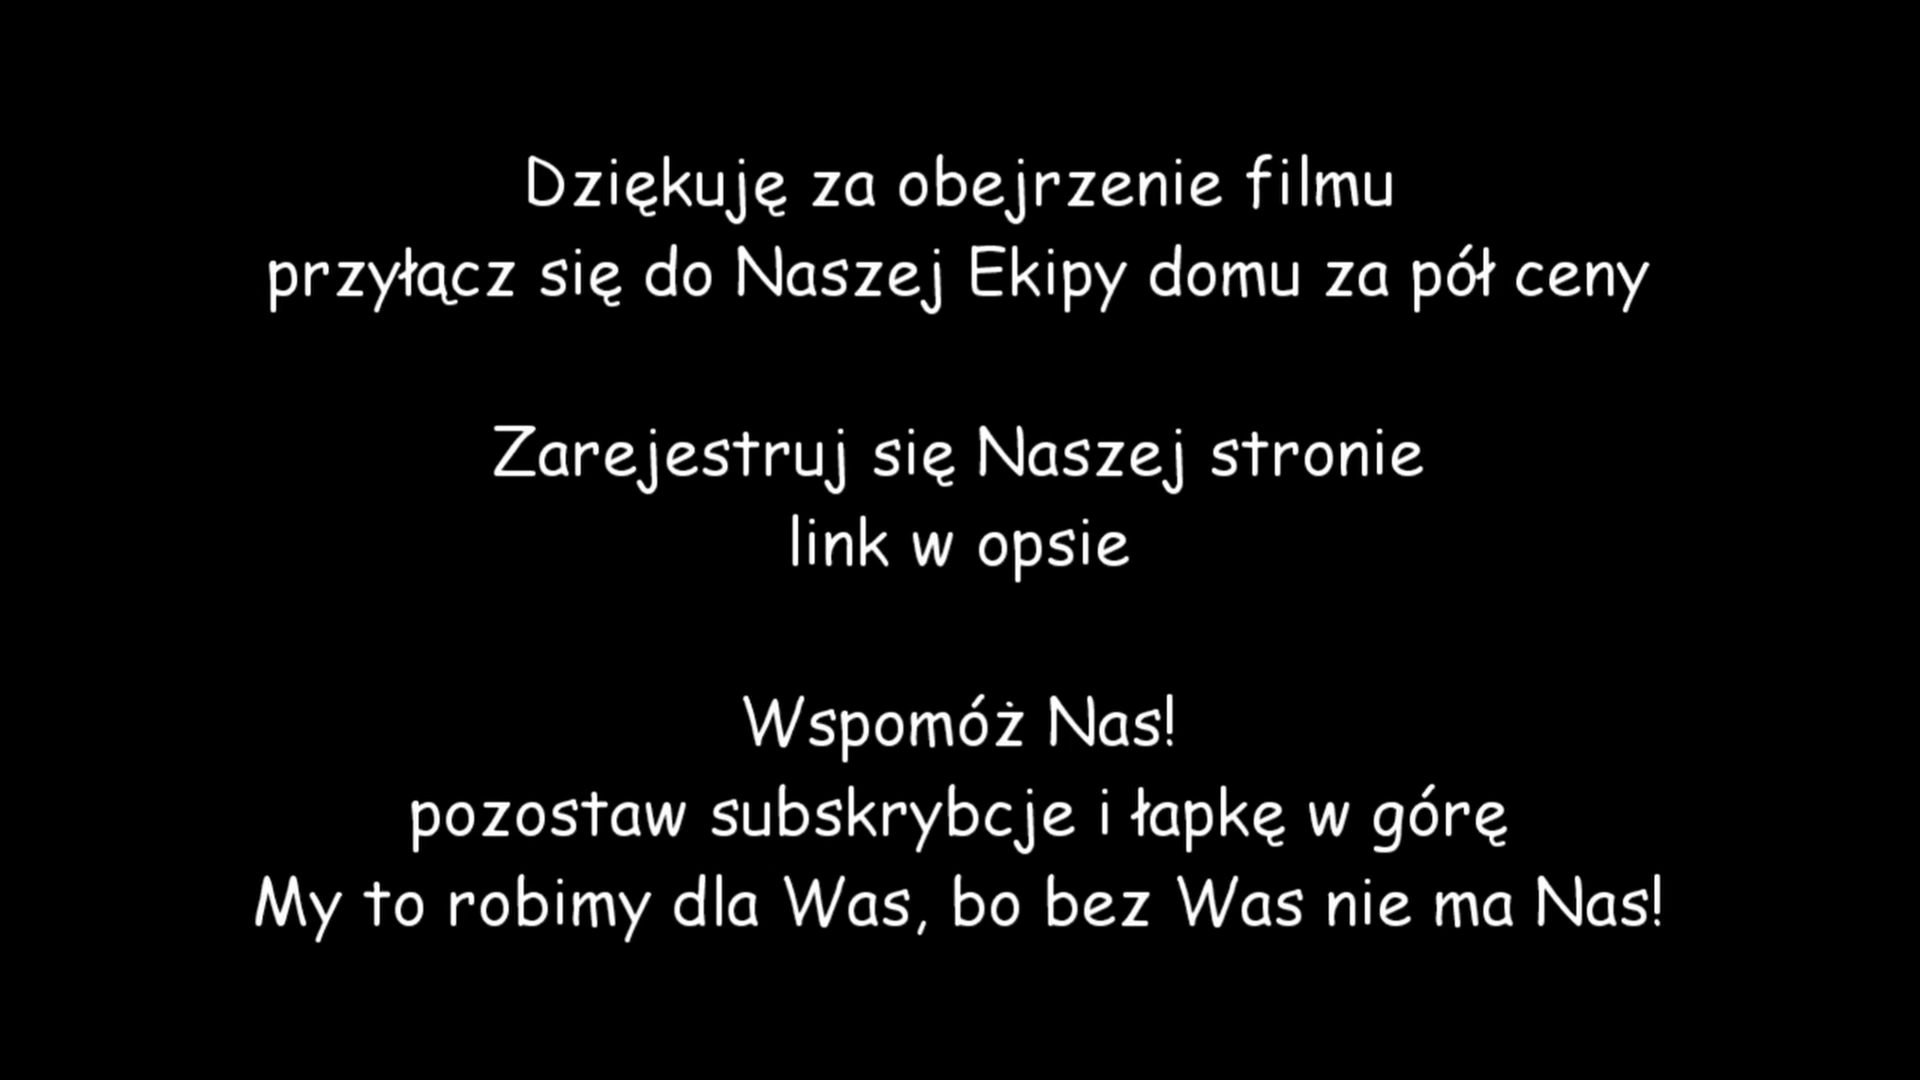 Dziękuję za obejrzenie filmu
przyłącz się do Naszej Ekipy domu za pół ceny
Zarejestruj się Naszej stronie
link w opsie
Wspomóż Nas!
pozostaw subskrybcje i łapkę w górę
My to robimy dla Was, bo bez Was nie ma Nas!